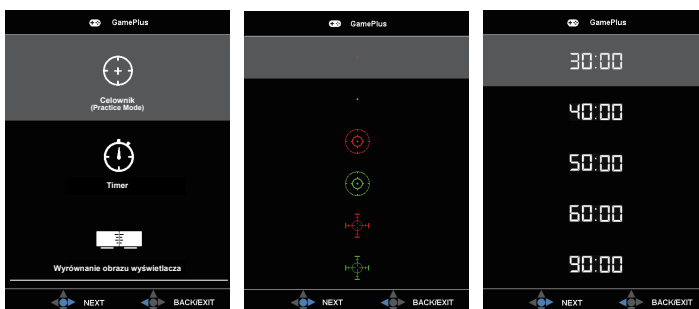 GamePlus
Celownik
(Practice Mode)
Timer
Wyrównanie obrazu wyświetlacza
NEXT BACK/EXIT
GamePlus
NEXT BACK/EXIT
GamePlus
30:00
40:00
50:00
60:00
90:00
NEXT BACK/EXIT